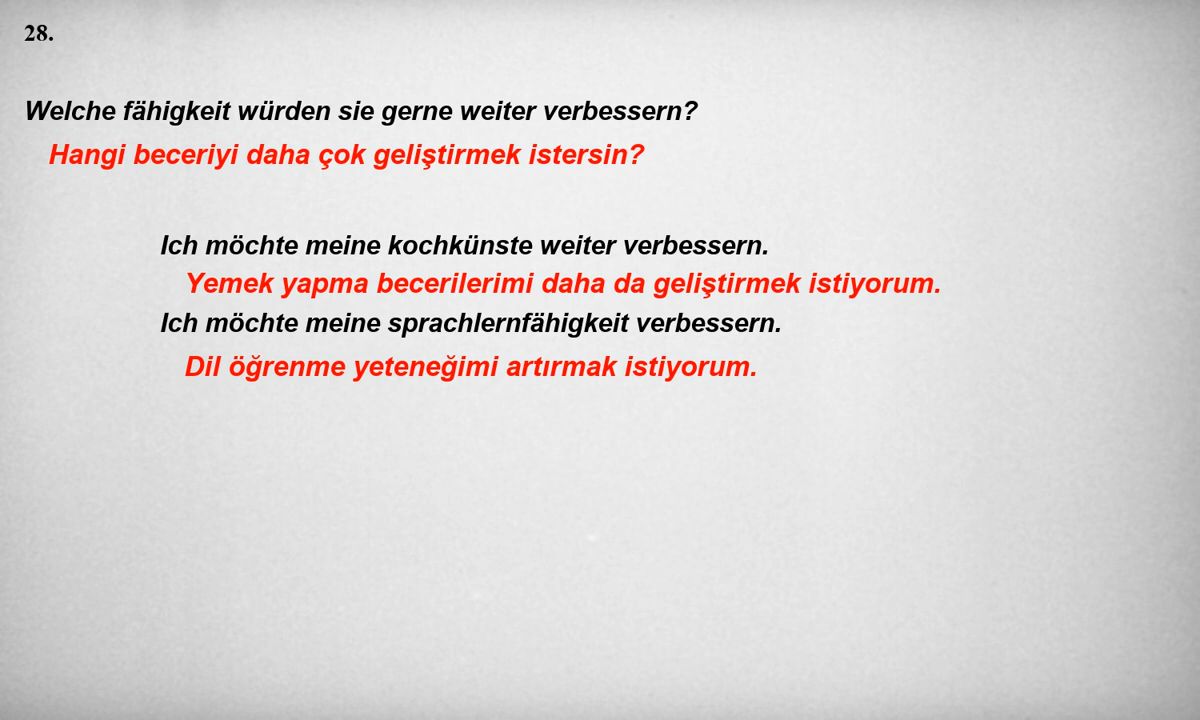 28.
Welche fähigkeit würden sie gerne weiter verbessern?
Hangi beceriyi daha çok geliştirmek istersin?
Ich möchte meine kochkünste weiter verbessern.
Yemek yapma becerilerimi daha da geliştirmek istiyorum.
Ich möchte meine sprachlernfähigkeit verbessern.
Dil öğrenme yeteneğimi artırmak istiyorum.